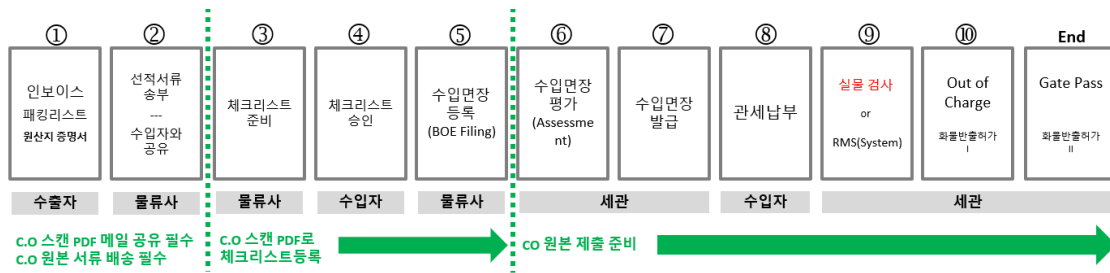 ① ② ③ ④ ⑤ ⑥ ⑦ ⑧ ⑨ ⑩ End
인보이스
패킹리스트
원산지 증명서
선적서류
송부
---
수입자와
공유
체크리스트
준비
체크리스트
승인
수입면장
등록
(BOE Filing)
수입면장
평가
(Assessme
nt)
수입면장
발급
관세납부
실물 검사
or
RMS(System)
Out of
Charge
화물반출허가
I
Gate Pass
화물반출허가
II
수출자 물류사 물류사 수입자 물류사 세관 수입자 세관
C.O 스캔 PDF 메일 공유 필수
C.O 원본 서류 배송 필수
C.O 스캔 PDF로
체크리스트등록
CO 원본 제출 준비